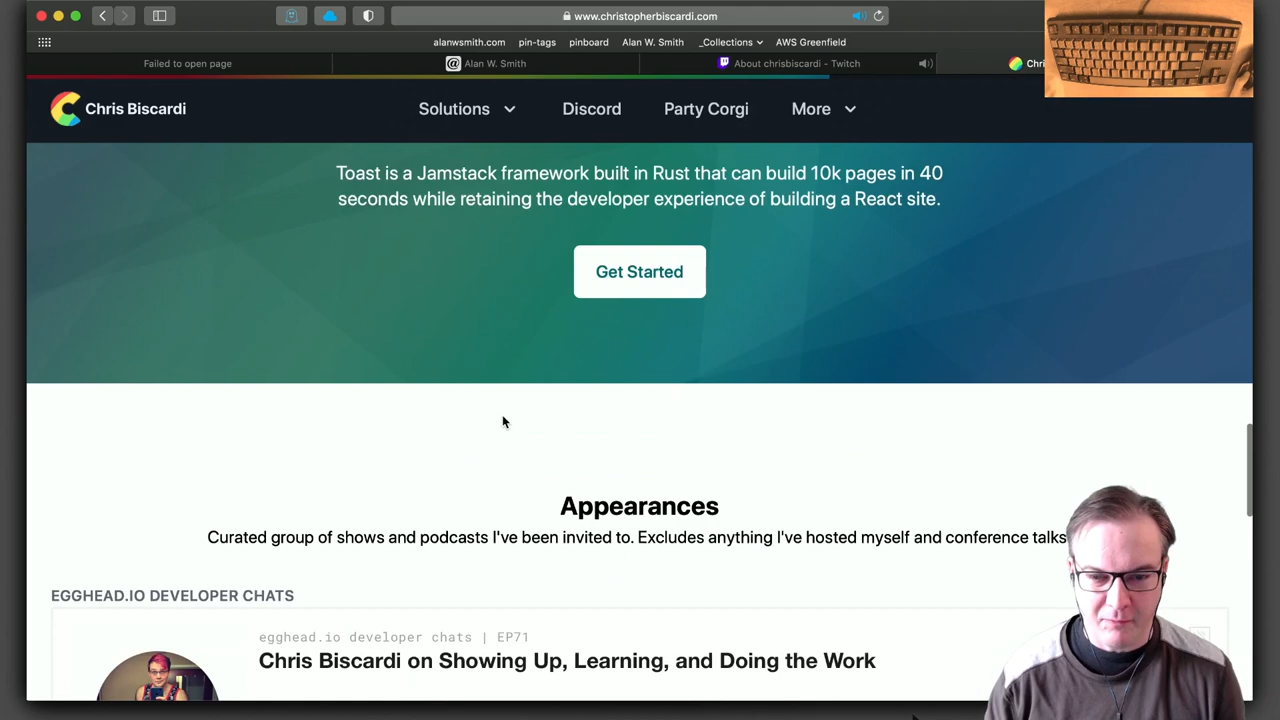 www.christopherbiscardi.com
alanwsmith.com pin-tags pinboard Alan W. Smith _Collections AWS Greenfield
Failed to open page Alan W. Smith About chrisbiscardi - Twitch
Chris Biscardi Solutions Discord Party Corgi More
Toast is a Jamstack framework built in Rust that can build 10k pages in 40
seconds while retaining the developer experience of building a React site.
Get Started
Appearances
Curated group of shows and podcasts I've been invited to. Excludes anything I've hosted myself and conference talks
EGGHEAD.IO DEVELOPER CHATS
egghead.io developer chats | EP71
Chris Biscardi on Showing Up, Learning, and Doing the Work